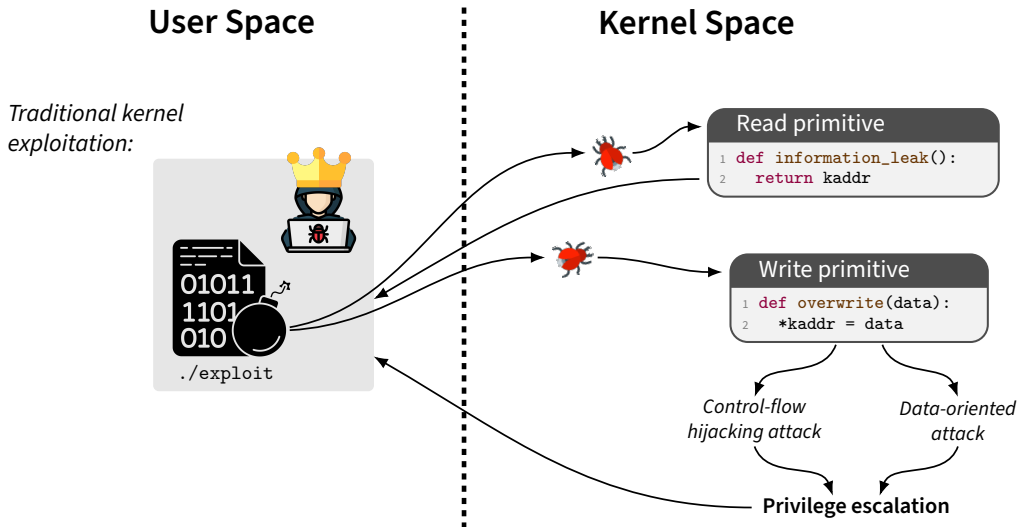 User Space
Kernel Space
Traditional kernel
exploitation:
01011
1101
010
./exploit
Read primitive
1 def information_leak():
2 return kaddr
Write primitive
1 def overwrite(data):
2 *kaddr = data
Control-flow
hijacking attack
Data-oriented
attack
Privilege escalation